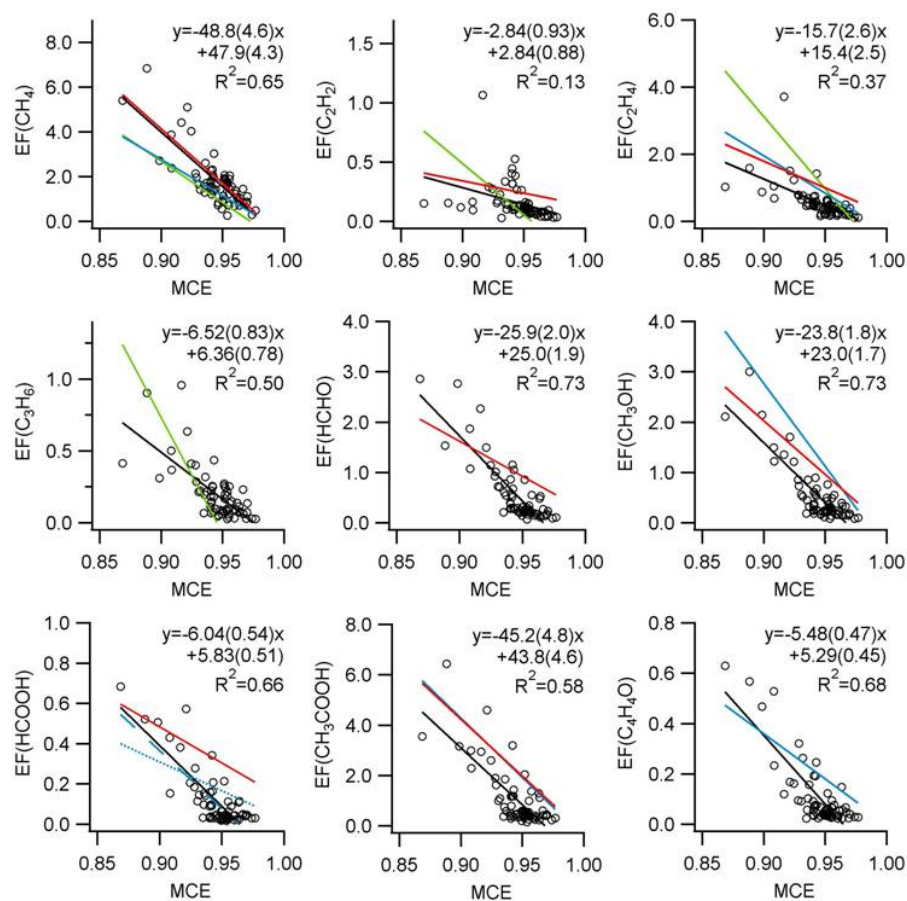 8.0
6.0
4.0
2.0
0.0
EF(CH4)
y=-48.8(4.6)x
+47.9(4.3)
R²=0.65
0.85 0.90 0.95 1.00
MCE
1.5
1.0
0.5
0.0
EF(C2H2)
y=-2.84(0.93)x
+2.84(0.88)
R²=0.13
0.85 0.90 0.95 1.00
MCE
6.0
4.0
2.0
0.0
EF(C2H4)
y=-15.7(2.6)x
+15.4(2.5)
R²=0.37
0.85 0.90 0.95 1.00
MCE
1.0
0.5
0.0
EF(C3H6)
y=-6.52(0.83)x
+6.36(0.78)
R²=0.50
0.85 0.90 0.95 1.00
MCE
4.0
3.0
2.0
1.0
0.0
EF(HCHO)
y=-25.9(2.0)x
+25.0(1.9)
R²=0.73
0.85 0.90 0.95 1.00
MCE
4.0
3.0
2.0
1.0
0.0
EF(CH3OH)
y=-23.8(1.8)x
+23.0(1.7)
R²=0.73
0.85 0.90 0.95 1.00
MCE
1.0
0.8
0.6
0.4
0.2
0.0
EF(HCOOH)
y=-6.04(0.54)x
+5.83(0.51)
R²=0.66
0.85 0.90 0.95 1.00
MCE
8.0
6.0
4.0
2.0
0.0
EF(CH3COOH)
y=-45.2(4.8)x
+43.8(4.6)
R²=0.58
0.85 0.90 0.95 1.00
MCE
0.8
0.6
0.4
0.2
0.0
EF(C4H4O)
y=-5.48(0.47)x
+5.29(0.45)
R²=0.68
0.85 0.90 0.95 1.00
MCE